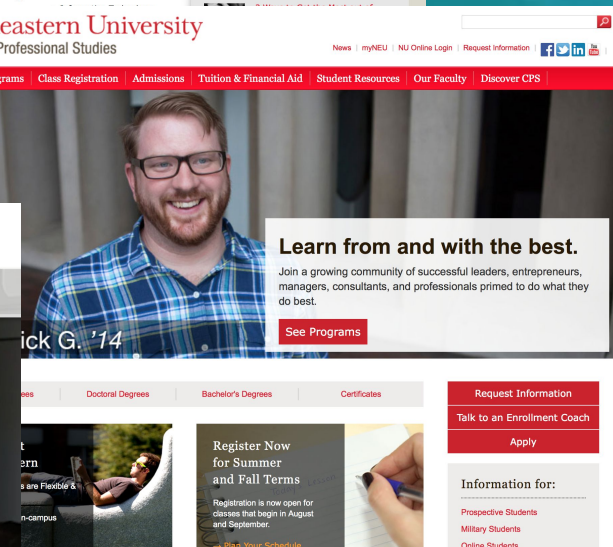 eastern University
Professional Studies
News | myNEU | NU Online Login | Request Information |
You
Tube
grams | Class Registration | Admissions | Tuition & Financial Aid | Student Resources | Our Faculty | Discover CPS
Learn from and with the best.
Join a growing community of successful leaders, entrepreneurs,
managers, consultants, and professionals primed to do what they
do best.
See Programs
ick G. '14
ees | Doctoral Degrees | Bachelor's Degrees | Certificates
Request Information
Talk to an Enrollment Coach
Apply
t
ern
s are Flexible &
n-campus
Register Now
for Summer
and Fall Terms
Registration is now open for
classes that begin in August
and September.
Plan Your Schedule
Information for:
Prospective Students
Military Students
Online Students